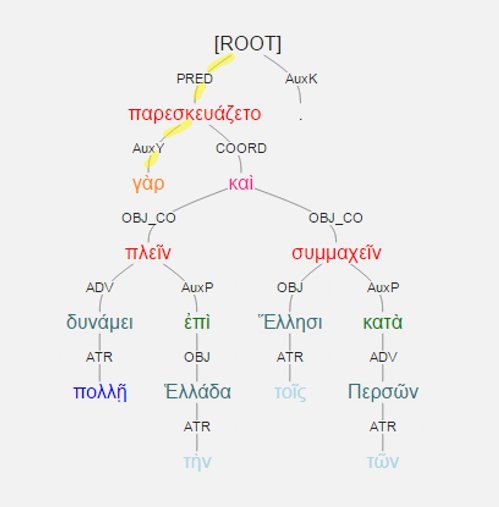 [ROOT]
PRED AuxK
παρεσκευάζετο .
AuxY COORD
γὰρ καὶ
OBJ_CO OBJ_CO
πλεῖν συμμαχεῖν
ADV AuxP OBJ AuxP
δυνάμει ἐπὶ Ἕλλησι κατὰ
ATR OBJ ATR ADV
πολλῇ Ἑλλάδα τοῖς Περσῶν
ATR ATR
τὴν τῶν